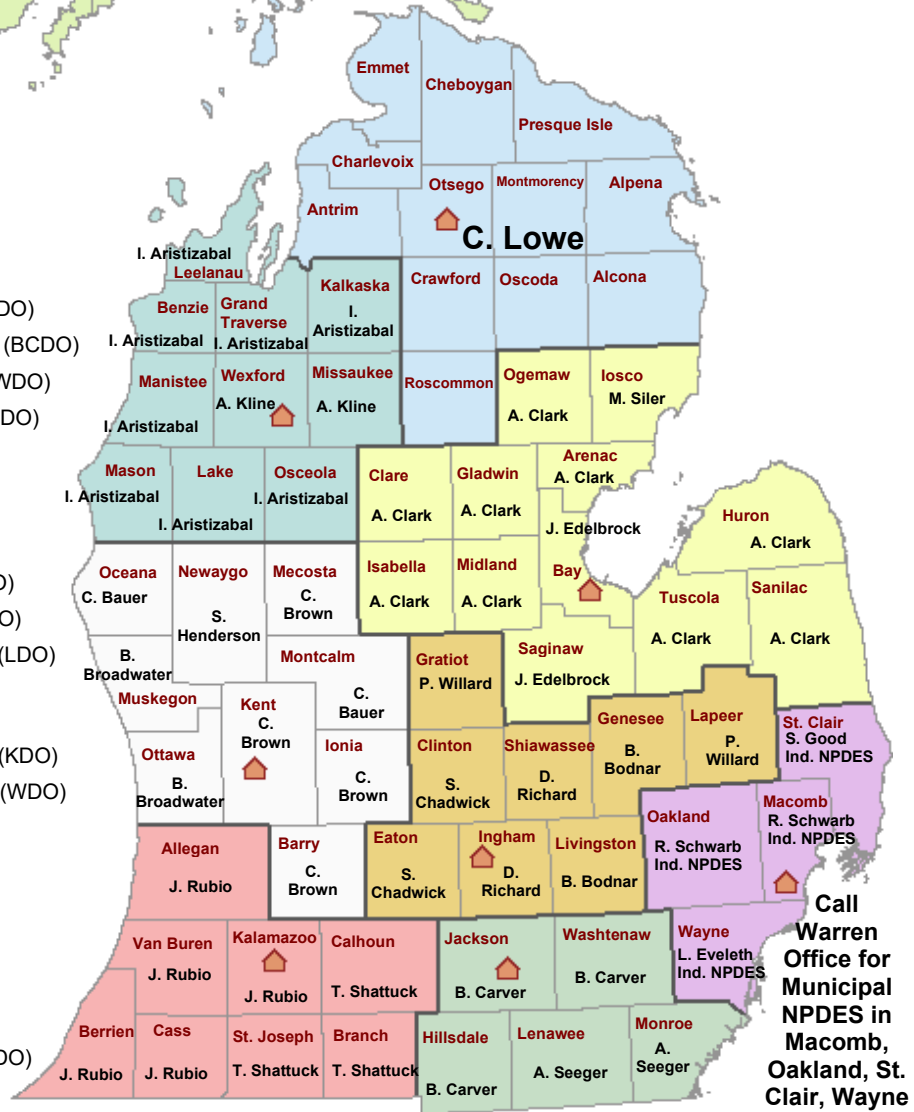 Emmet
Cheboygan
Presque Isle
Charlevoix
Otsego
Montmorency
Alpena
Antrim
C. Lowe
I. Aristizabal
Leelanau
Crawford
Oscoda
Alcona
Kalkaska
I.
Aristizabal
Benzie
I. Aristizabal
Grand
Traverse
I. Aristizabal
DO)
(BCDO)
WDO)
DO)
Manistee
I. Aristizabal
Wexford
A. Kline
Missaukee
A. Kline
Roscommon
Ogemaw
A. Clark
Iosco
M. Siler
Mason
I. Aristizabal
Lake
I. Aristizabal
Osceola
I. Aristizabal
Clare
A. Clark
Gladwin
A. Clark
Arenac
A. Clark
J. Edelbrock
Bay
Huron
A. Clark
Oceana
C. Bauer
Newaygo
S.
Henderson
Mecosta
C.
Brown
Isabella
A. Clark
Midland
A. Clark
Tuscola
A. Clark
Sanilac
A. Clark
O)
O)
(LDO)
B.
Broadwater
Muskegon
Montcalm
C.
Bauer
Gratiot
P. Willard
Saginaw
J. Edelbrock
Kent
C.
Brown
Ottawa
B.
Broadwater
Ionia
C.
Brown
Clinton
S.
Chadwick
Shiawassee
D.
Richard
Genesee
B.
Bodnar
Lapeer
P.
Willard
St. Clair
S. Good
Ind. NPDES
(KDO)
(WDO)
Allegan
J. Rubio
Barry
C.
Brown
Eaton
S.
Chadwick
Ingham
D.
Richard
Livingston
B. Bodnar
Oakland
R. Schwarb
Ind. NPDES
Macomb
R. Schwarb
Ind. NPDES
Van Buren
J. Rubio
Kalamazoo
J. Rubio
Calhoun
T. Shattuck
Jackson
B. Carver
Washtenaw
B. Carver
Wayne
L. Eveleth
Ind. NPDES
Berrien
J. Rubio
Cass
J. Rubio
St. Joseph
T. Shattuck
Branch
T. Shattuck
Hillsdale
B. Carver
Lenawee
A. Seeger
Monroe
A.
Seeger
DO)
Call
Warren
Office for
Municipal
NPDES in
Macomb,
Oakland, St.
Clair, Wayne